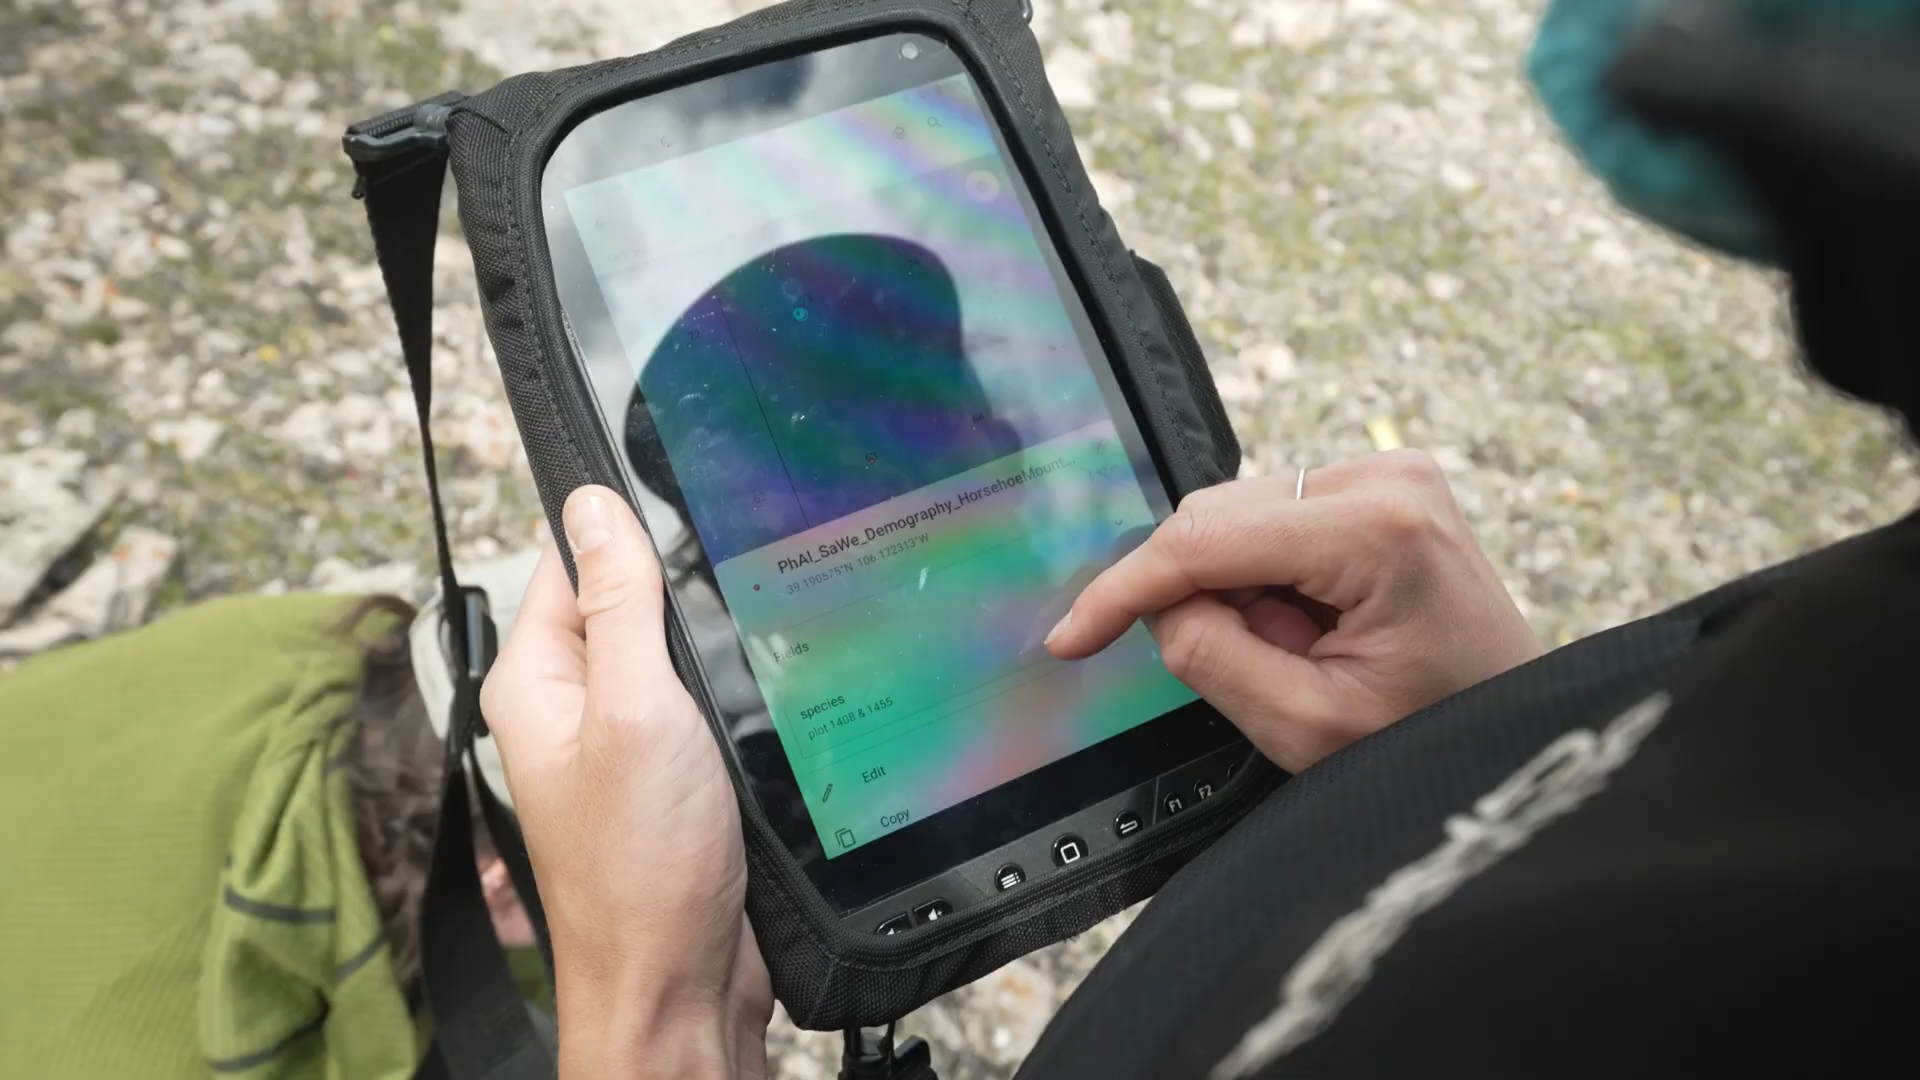 PhAl_SaWe_Demography_HorsehoeMount...
39.190575°N 106.172313°W
Fields
species
plot 1408 & 1455
Edit
Copy
F1
F2